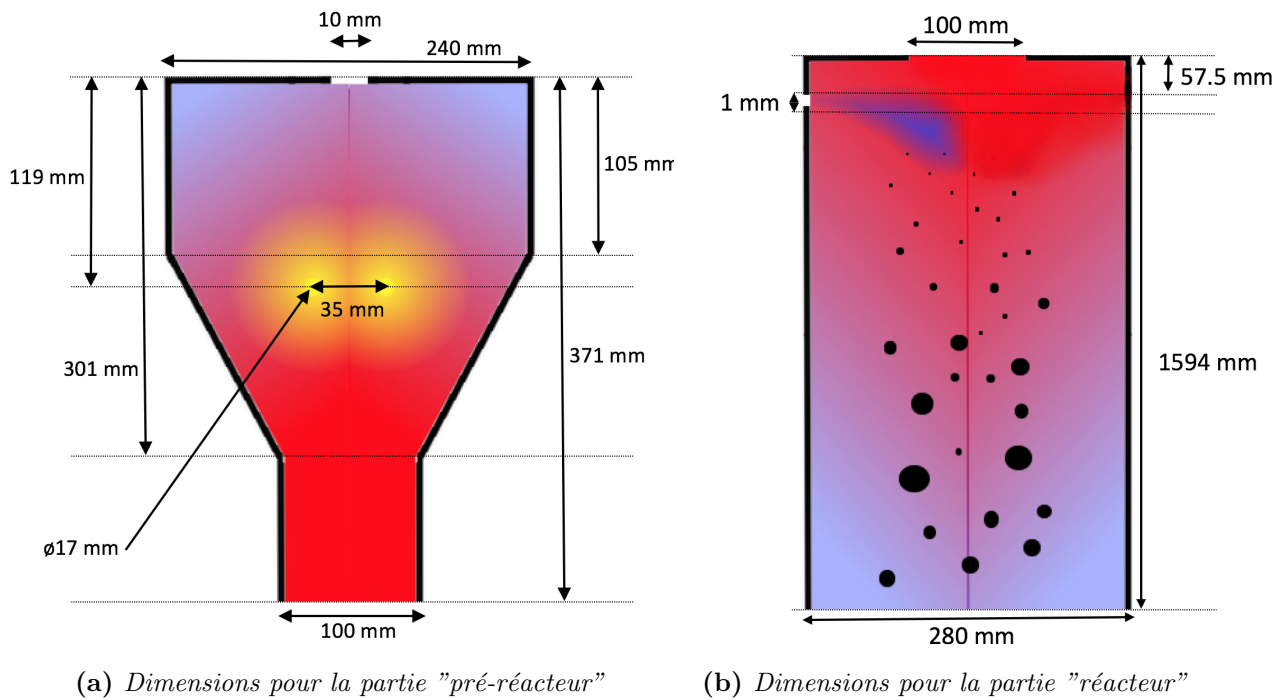 10 mm
240 mm
119 mm
105 mm
35 mm
301 mm
371 mm
ø17 mm
100 mm
(a) Dimensions pour la partie ”pré-réacteur”
100 mm
57.5 mm
1 mm
1594 mm
280 mm
(b) Dimensions pour la partie ”réacteur”